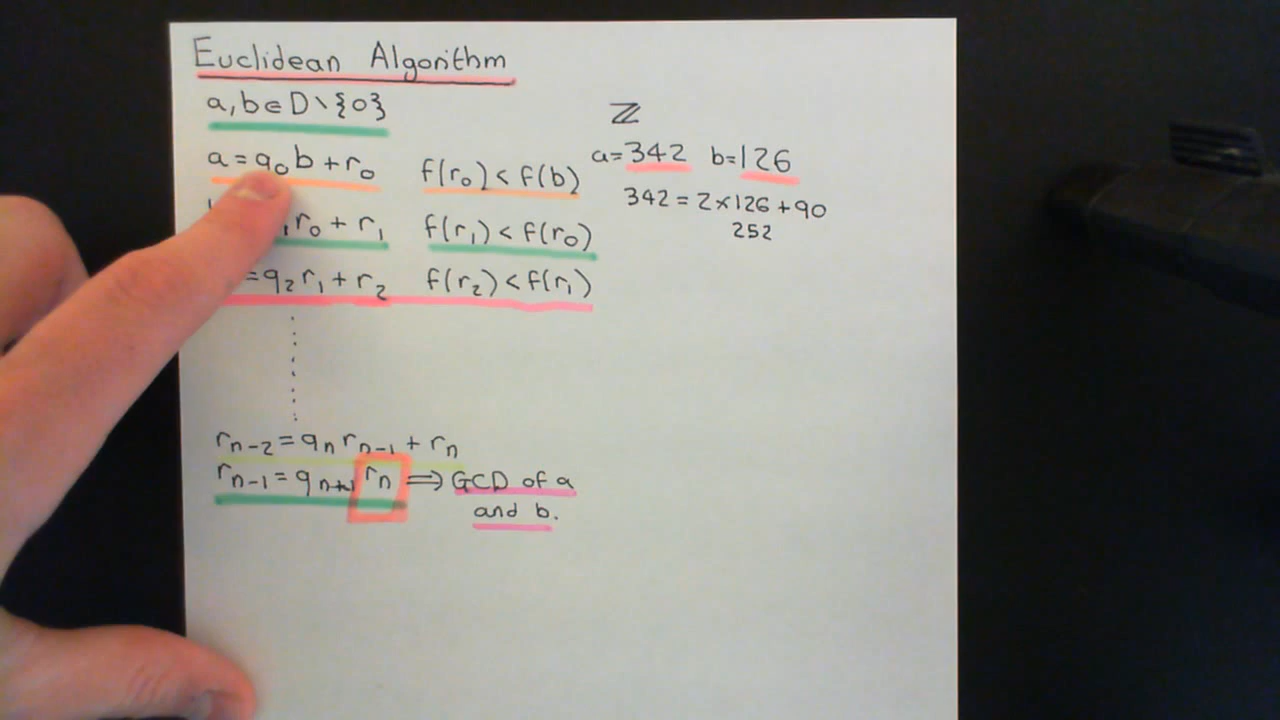 Euclidean Algorithm
a, b ∈ D \ {0}
a = q₀b + r₀ f(r₀) < f(b)
r₀ + r₁ f(r₁) < f(r₀)
= q₂r₁ + r₂ f(r₂) < f(r₁)
rₙ₋₂ = qₙrₙ₋₁ + rₙ
rₙ₋₁ = qₙ₊₁rₙ ⟹ GCD of a
and b.
ℤ
a = 342 b = 126
342 = 2 × 126 + 90
252